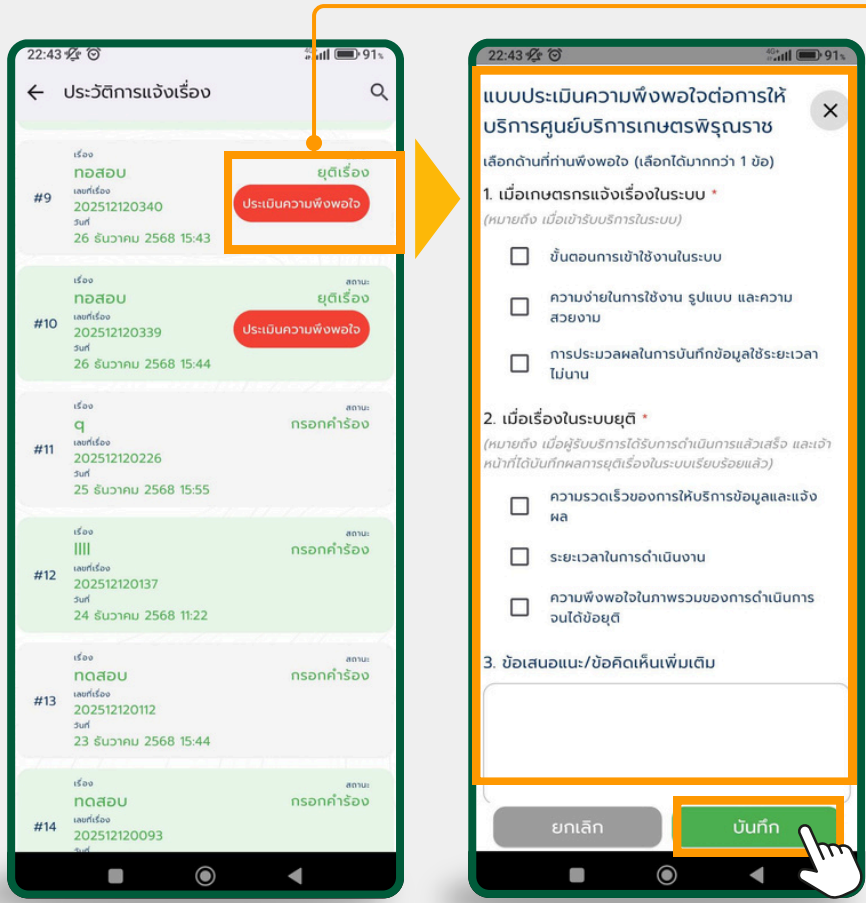 22:43
91%
ประวัติการแจ้งเรื่อง
เรื่อง
ทอสอบ
ยุติเรื่อง
#9
เลขที่เรื่อง
202512120340
ประเมินความพึงพอใจ
วันที่
26 ธันวาคม 2568 15:43
เรื่อง
สถานะ
ทอสอบ
ยุติเรื่อง
#10
เลขที่เรื่อง
202512120339
ประเมินความพึงพอใจ
วันที่
26 ธันวาคม 2568 15:44
เรื่อง
สถานะ
q
กรอกคำร้อง
#11
เลขที่เรื่อง
202512120226
วันที่
25 ธันวาคม 2568 15:55
เรื่อง
สถานะ
llll
กรอกคำร้อง
#12
เลขที่เรื่อง
202512120137
วันที่
24 ธันวาคม 2568 11:22
เรื่อง
สถานะ
ทดสอบ
กรอกคำร้อง
#13
เลขที่เรื่อง
202512120112
วันที่
23 ธันวาคม 2568 15:44
เรื่อง
สถานะ
ทดสอบ
กรอกคำร้อง
#14
เลขที่เรื่อง
202512120093
วันที่
22:43
4G+ 91%
แบบประเมินความพึงพอใจต่อการให้
บริการศูนย์บริการเกษตรพิรุณราช
เลือกด้านที่ท่านพึงพอใจ (เลือกได้มากกว่า 1 ข้อ)
1. เมื่อเกษตรกรแจ้งเรื่องในระบบ *
(หมายถึง เมื่อเข้ารับบริการในระบบ)
ขั้นตอนการเข้าใช้งานในระบบ
ความง่ายในการใช้งาน รูปแบบ และความ
สวยงาม
การประมวลผลในการบันทึกข้อมูลใช้ระยะเวลา
ไม่นาน
2. เมื่อเรื่องในระบบยุติ *
(หมายถึง เมื่อผู้รับบริการได้รับการดำเนินการแล้วเสร็จ และเจ้า
หน้าที่ได้บันทึกผลการยุติเรื่องในระบบเรียบร้อยแล้ว)
ความรวดเร็วของการให้บริการข้อมูลและแจ้ง
ผล
ระยะเวลาในการดำเนินงาน
ความพึงพอใจในภาพรวมของการดำเนินการ
จนได้ข้อยุติ
3. ข้อเสนอแนะ/ข้อคิดเห็นเพิ่มเติม
ยกเลิก
บันทึก